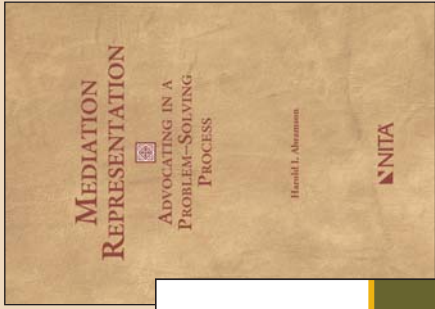 MEDIATION
REPRESENTATION
ADVOCATING IN A
PROBLEM-SOLVING
PROCESS
Harold I. Abramson
NITA